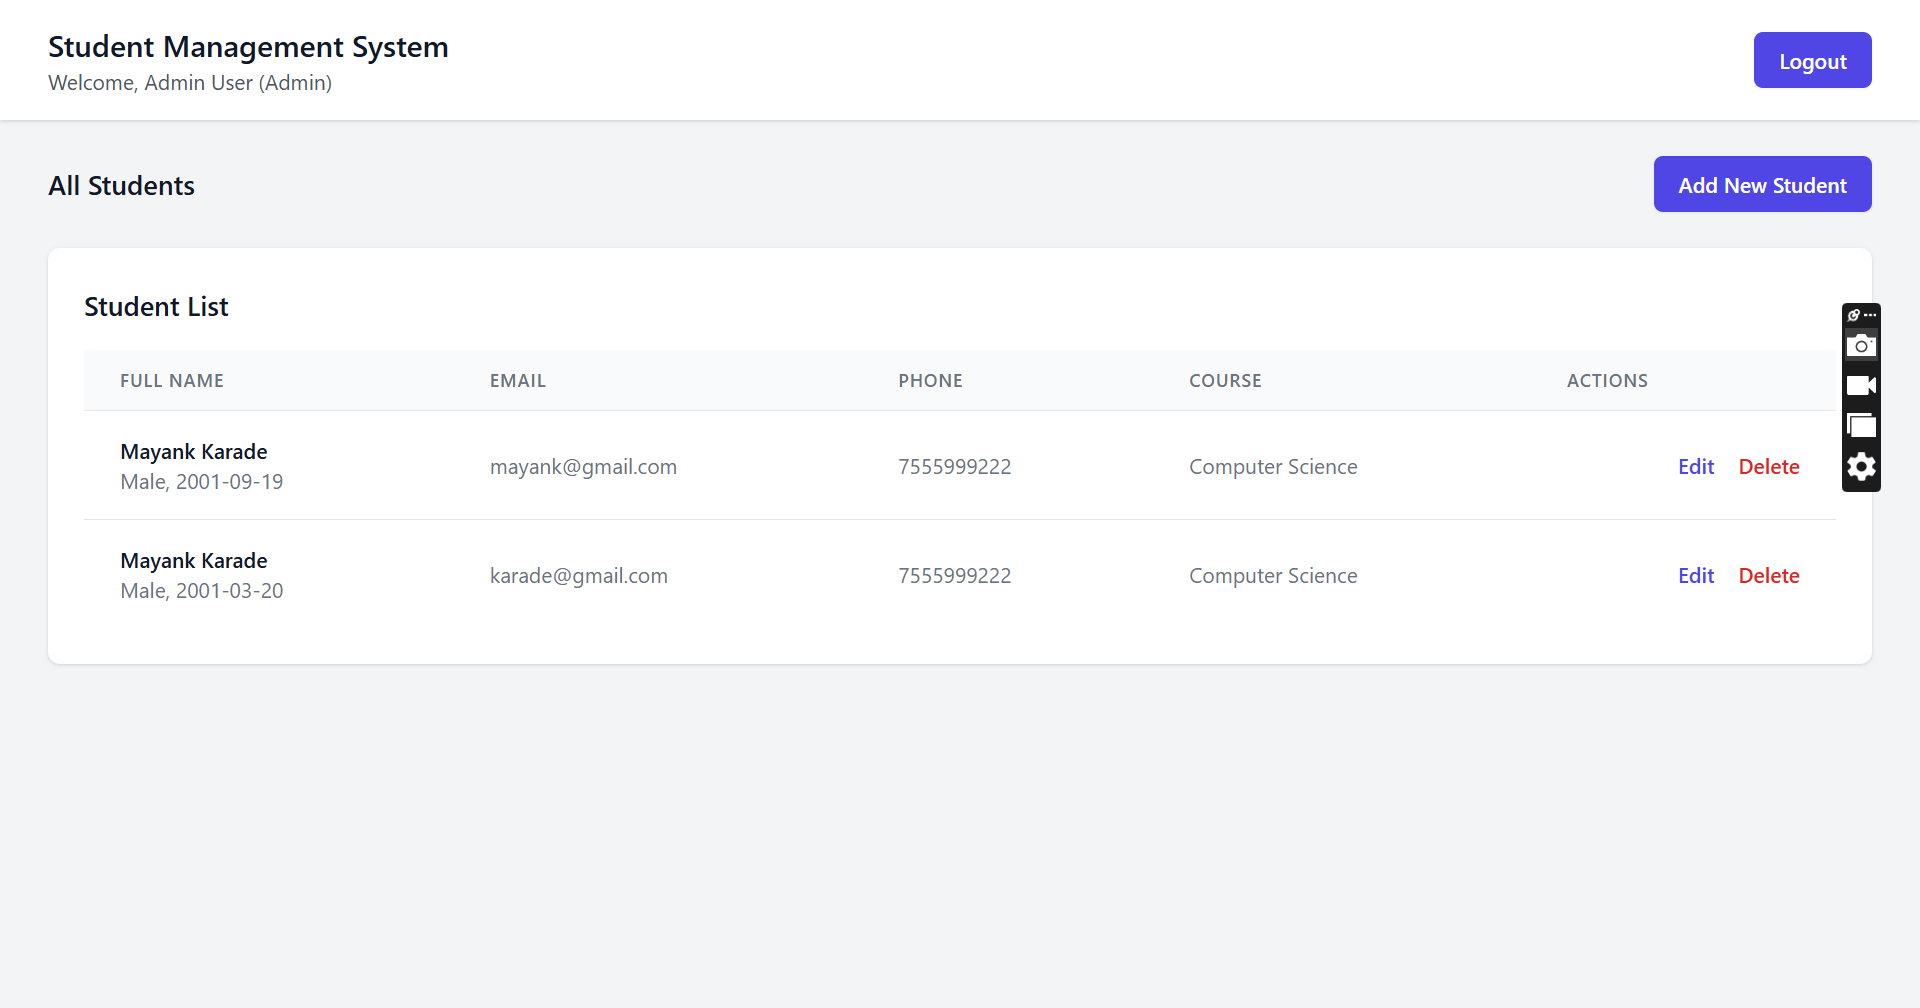 Student Management System
Welcome, Admin User (Admin)
Logout
All Students
Add New Student
Student List
FULL NAME EMAIL PHONE COURSE ACTIONS
Mayank Karade
Male, 2001-09-19
mayank@gmail.com 7555999222 Computer Science Edit Delete
Mayank Karade
Male, 2001-03-20
karade@gmail.com 7555999222 Computer Science Edit Delete